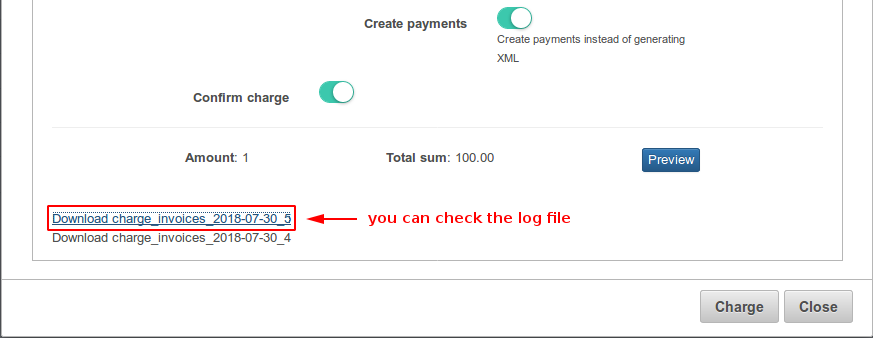 Create payments
Create payments instead of generating
XML
Confirm charge
Amount: 1 Total sum: 100.00 Preview
Download charge_invoices_2018-07-30_5 you can check the log file
Download charge_invoices_2018-07-30_4
Charge Close